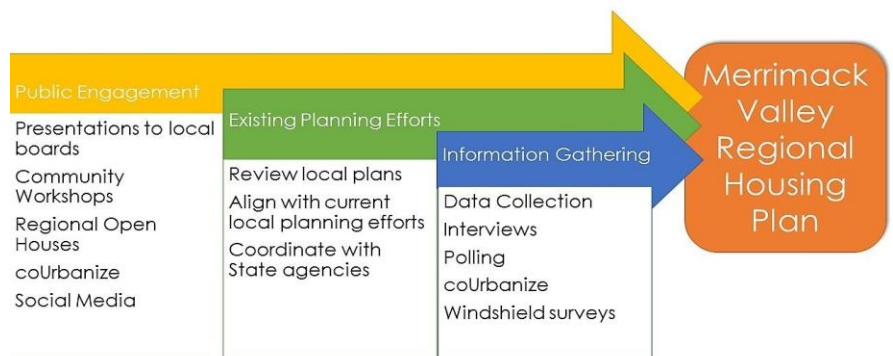 Public Engagement
Presentations to local
boards
Community
Workshops
Regional Open
Houses
coUrbanize
Social Media
Existing Planning Efforts
Review local plans
Align with current
local planning efforts
Coordinate with
State agencies
Information Gathering
Data Collection
Interviews
Polling
coUrbanize
Windshield surveys
Merrimack
Valley
Regional
Housing
Plan